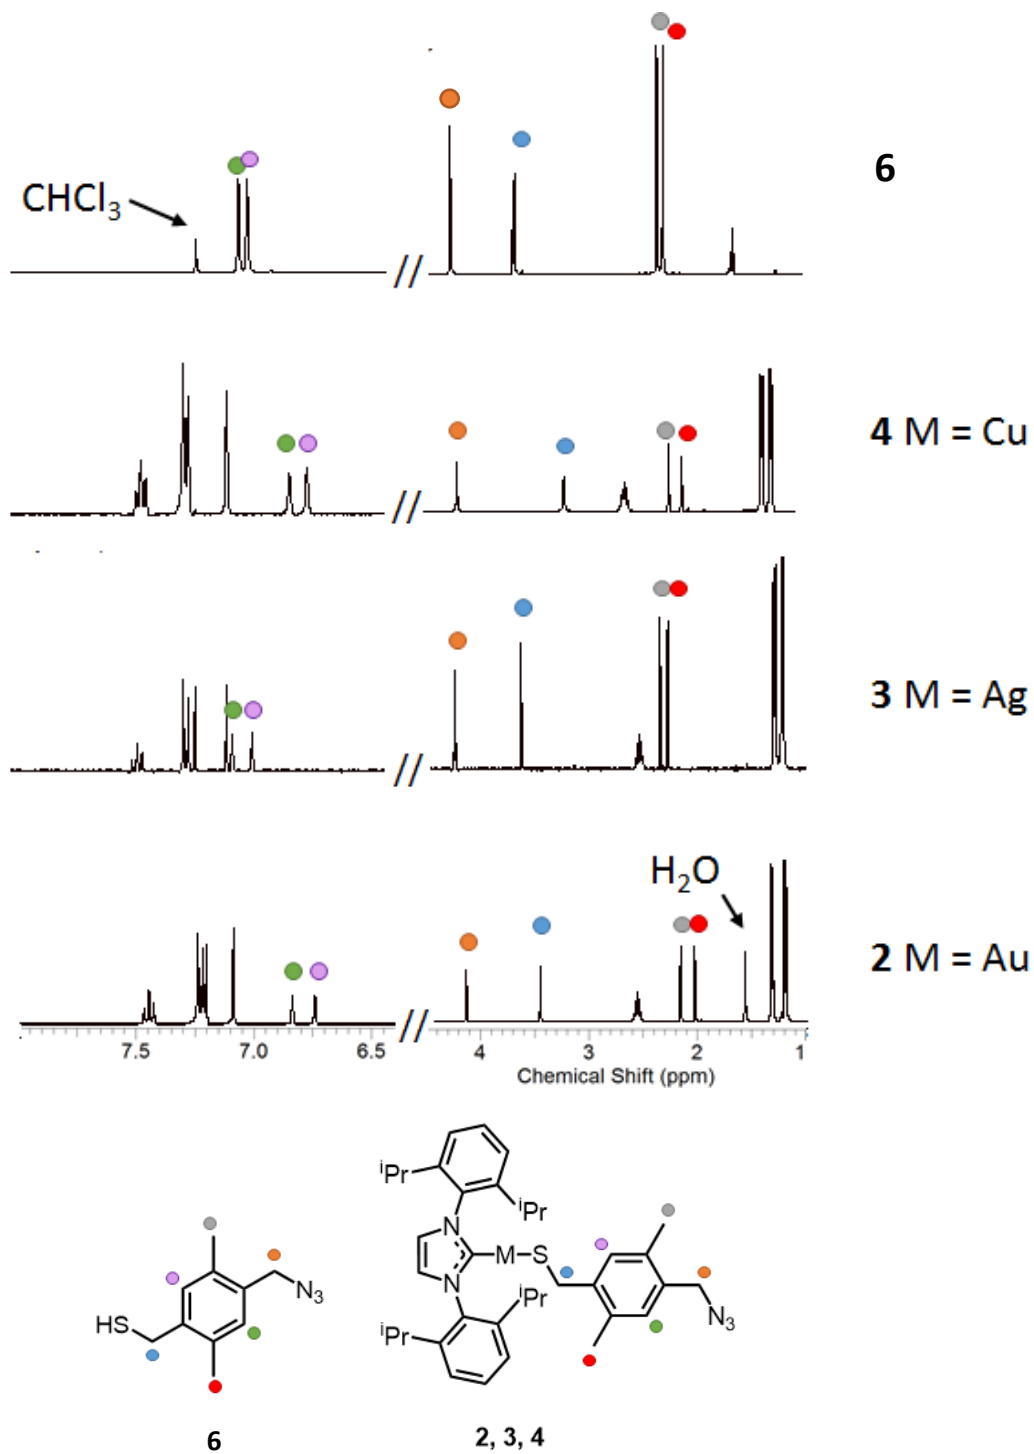 6
CHCl₃
//
4 M = Cu
//
3 M = Ag
//
H₂O
2 M = Au
//
7.5 7.0 6.5 4 3 2 1
Chemical Shift (ppm)
ⁱPr
ⁱPr
N
M S
N
N₃
HS
ⁱPr
ⁱPr
N₃
6
2, 3, 4